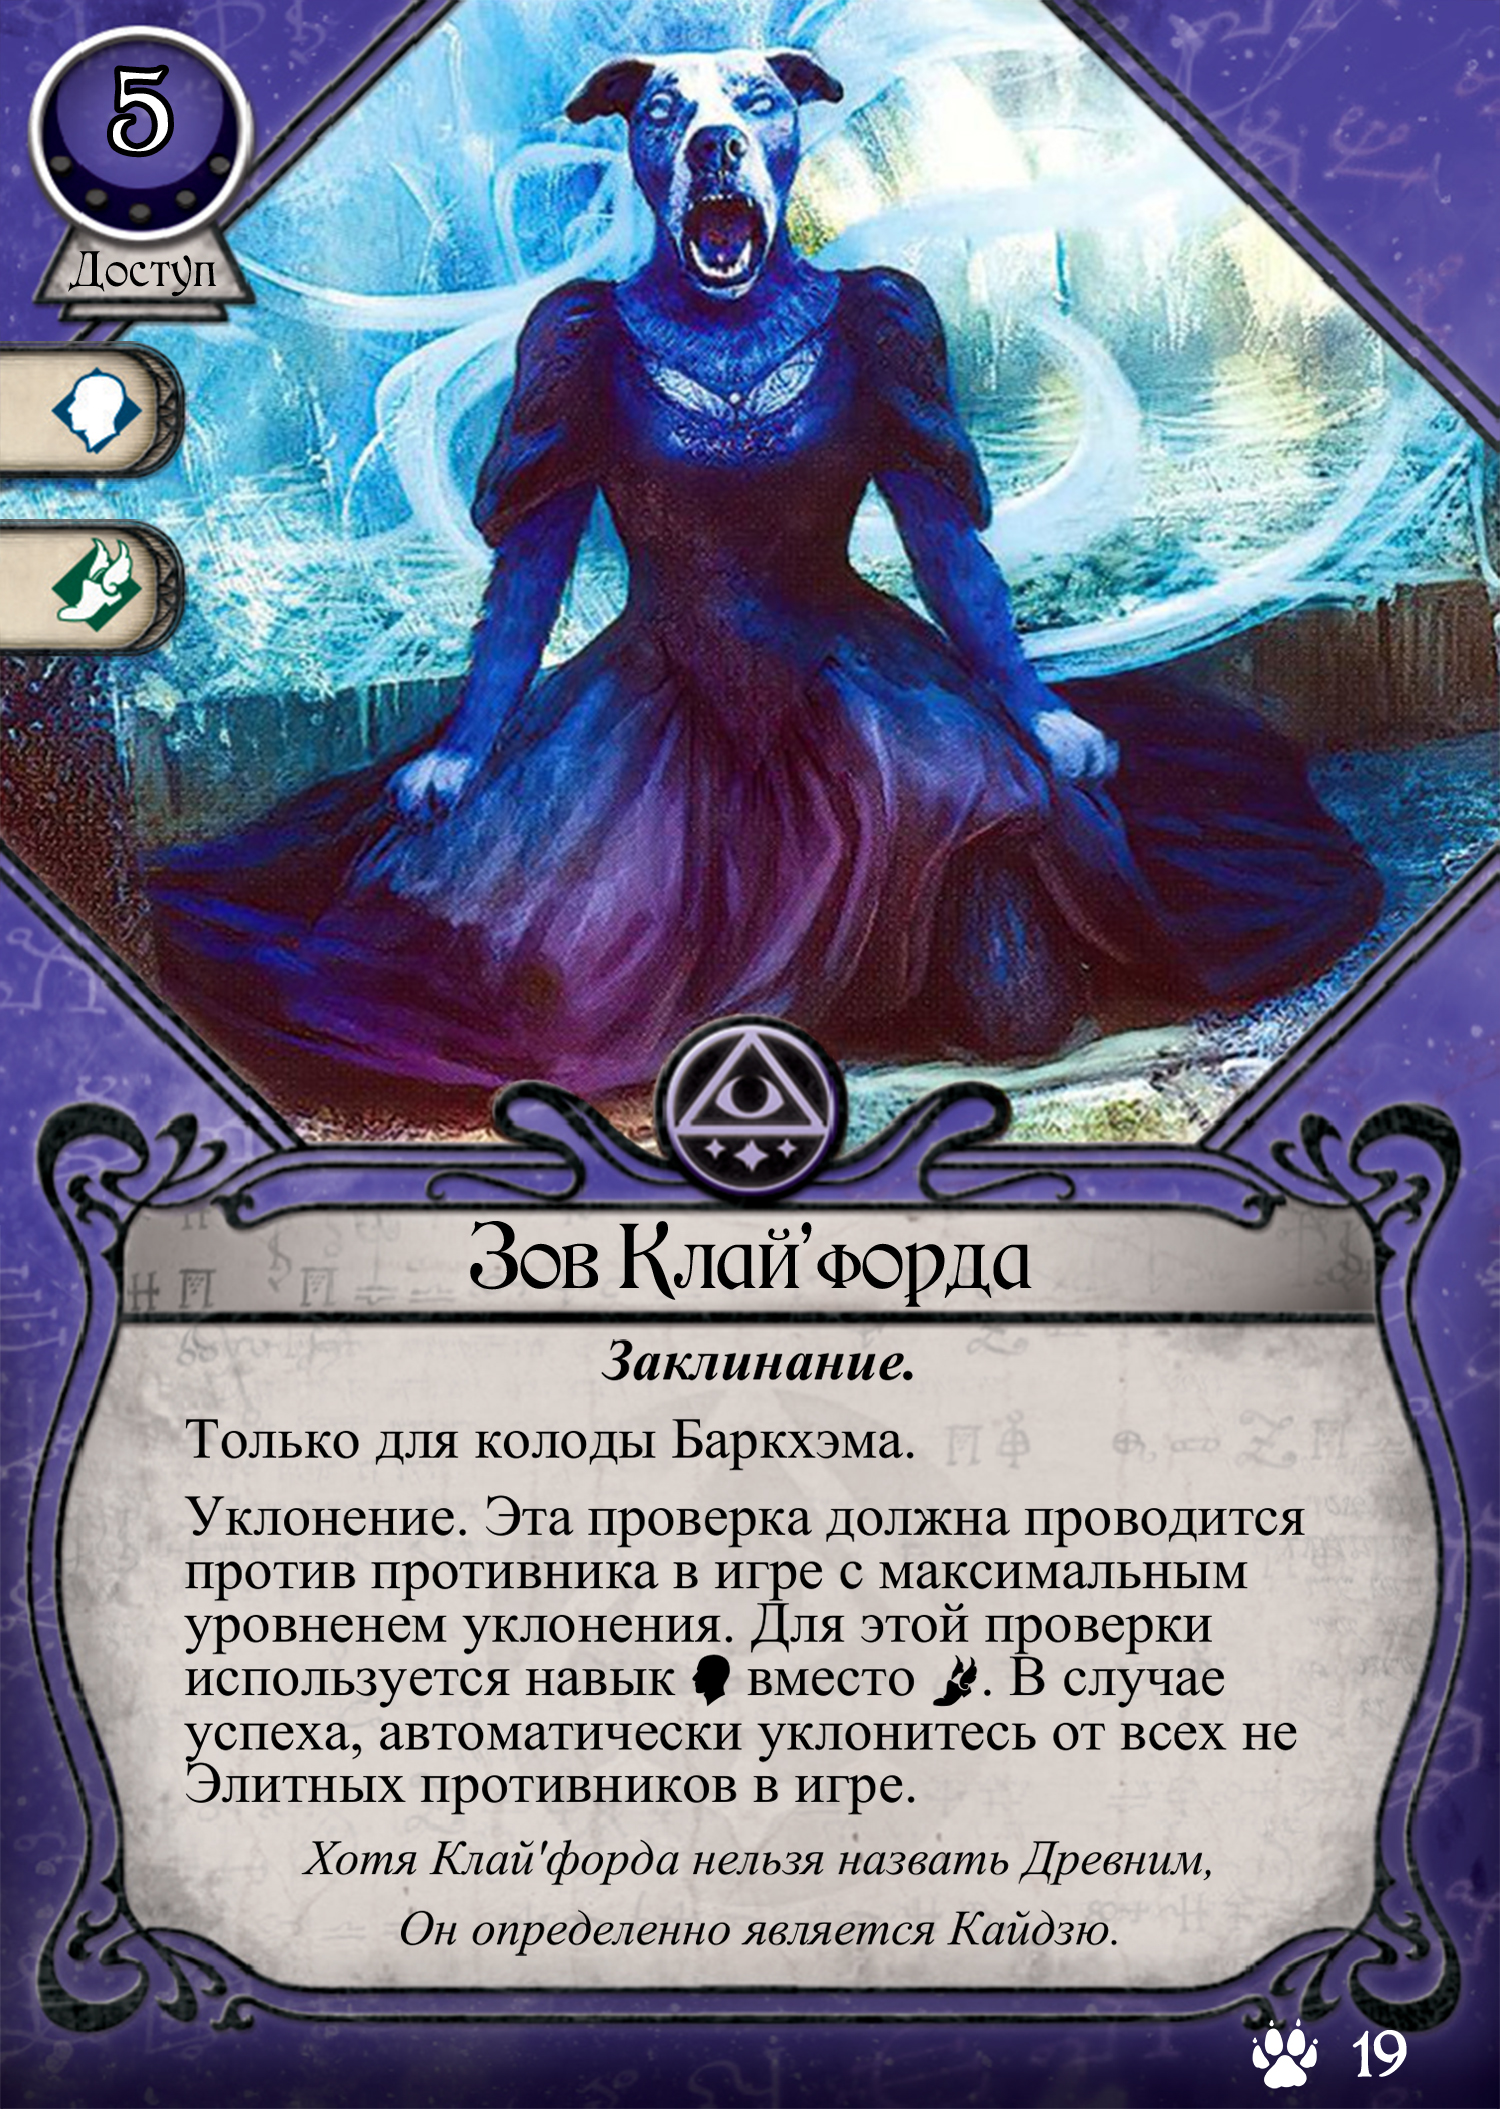 5
Доступ
Зов Клай'форда
Заклинание.
Только для колоды Баркхэма.
Уклонение. Эта проверка должна проводится
против противника в игре с максимальным
уровненем уклонения. Для этой проверки
используется навык вместо . В случае
успеха, автоматически уклонитесь от всех не
Элитных противников в игре.
Хотя Клай'форда нельзя назвать Древним,
Он определенно является Кайдзю.
19